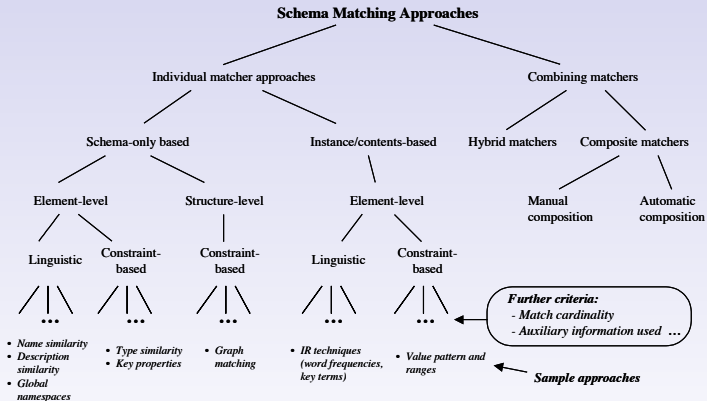 Schema Matching Approaches
Individual matcher approaches
Combining matchers
Schema-only based
Instance/contents-based
Hybrid matchers
Composite matchers
Element-level
Structure-level
Element-level
Manual
composition
Automatic
composition
Linguistic
Constraint-
based
Constraint-
based
Linguistic
Constraint-
based
Further criteria:
- Match cardinality
- Auxiliary information used ...
...
...
...
...
...
• Name similarity
• Description
similarity
• Global
namespaces
• Type similarity
• Key properties
• Graph
matching
• IR techniques
(word frequencies,
key terms)
• Value pattern and
ranges
Sample approaches